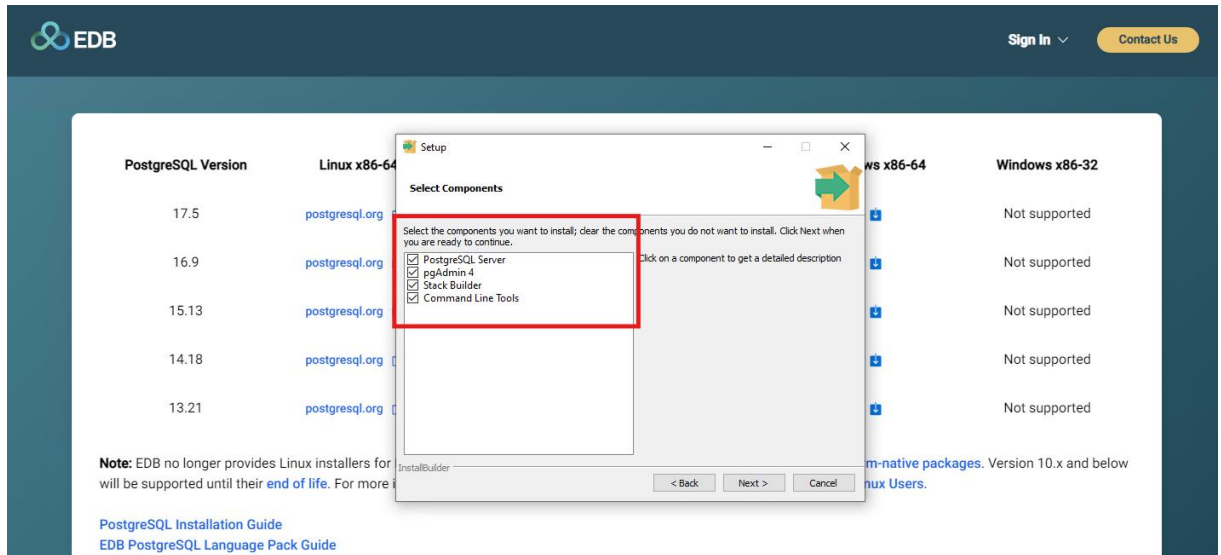 EDB
Sign In
Contact Us
Setup
PostgreSQL Version
Linux x86-64
ws x86-64
Windows x86-32
Select Components
Select the components you want to install; clear the components you do not want to install. Click Next when
you are ready to continue.
PostgreSQL Server
pgAdmin 4
Stack Builder
Command Line Tools
Click on a component to get a detailed description
17.5
postgresql.org
Not supported
16.9
postgresql.org
Not supported
15.13
postgresql.org
Not supported
14.18
postgresql.org
Not supported
13.21
postgresql.org
Not supported
InstallBuilder
< Back
Next >
Cancel
Note: EDB no longer provides Linux installers for
m-native packages. Version 10.x and below
will be supported until their end of life. For more i
nux Users.
PostgreSQL Installation Guide
EDB PostgreSQL Language Pack Guide